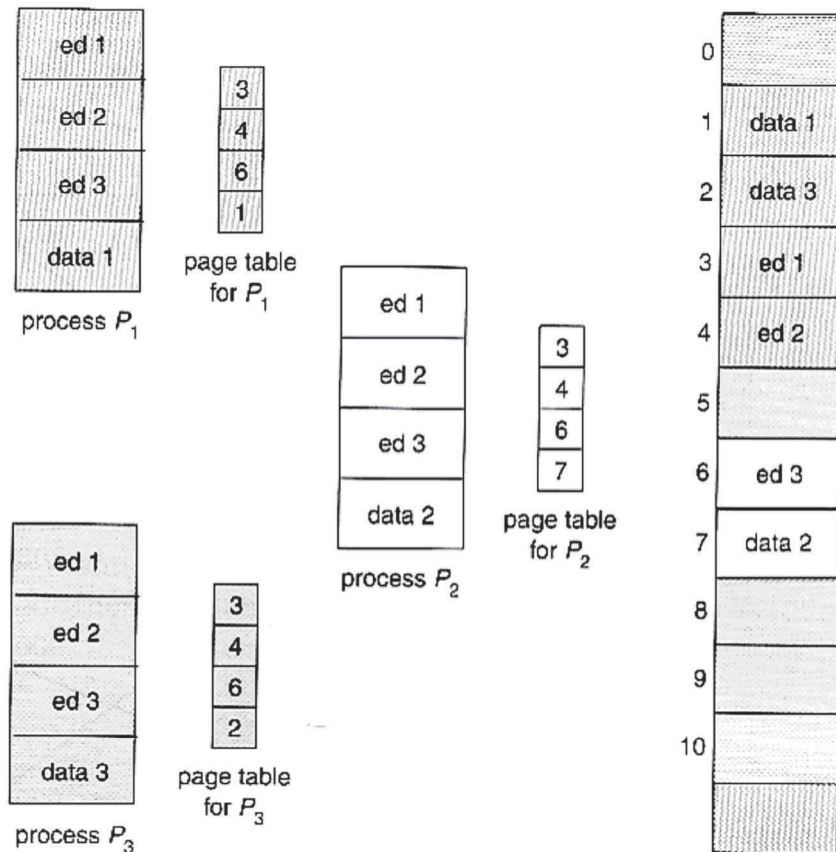 ed 1
ed 2
ed 3
data 1
process P1
3
4
6
1
page table
for P1
ed 1
ed 2
ed 3
data 2
process P2
3
4
6
7
page table
for P2
ed 1
ed 2
ed 3
data 3
process P3
3
4
6
2
page table
for P3
0
1 data 1
2 data 3
3 ed 1
4 ed 2
5
6 ed 3
7 data 2
8
9
10